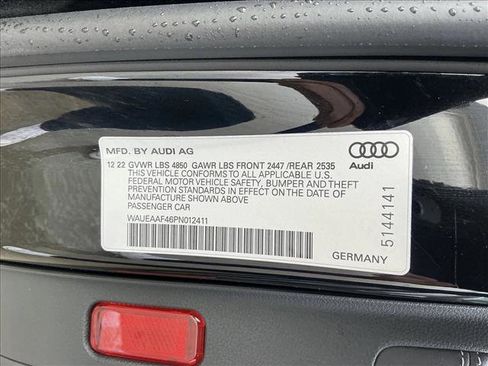 MFD. BY AUDI AG
12 22 GVWR LBS 4850 GAWR LBS FRONT 2447 /REAR 2535
THIS VEHICLE CONFORMS TO ALL APPLICABLE U.S.
FEDERAL MOTOR VEHICLE SAFETY, BUMPER AND THEFT
PREVENTION STANDARDS IN EFFECT ON THE DATE OF
MANUFACTURE SHOWN ABOVE
PASSENGER CAR
WAUEAAF46PN012411
Audi
5144141
GERMANY